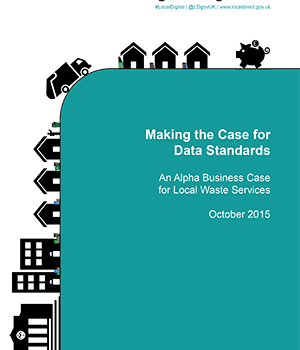 #LocalDigital | @LDgovUK | www.localdirect.gov.uk
Making the Case for
Data Standards
An Alpha Business Case
for Local Waste Services
October 2015